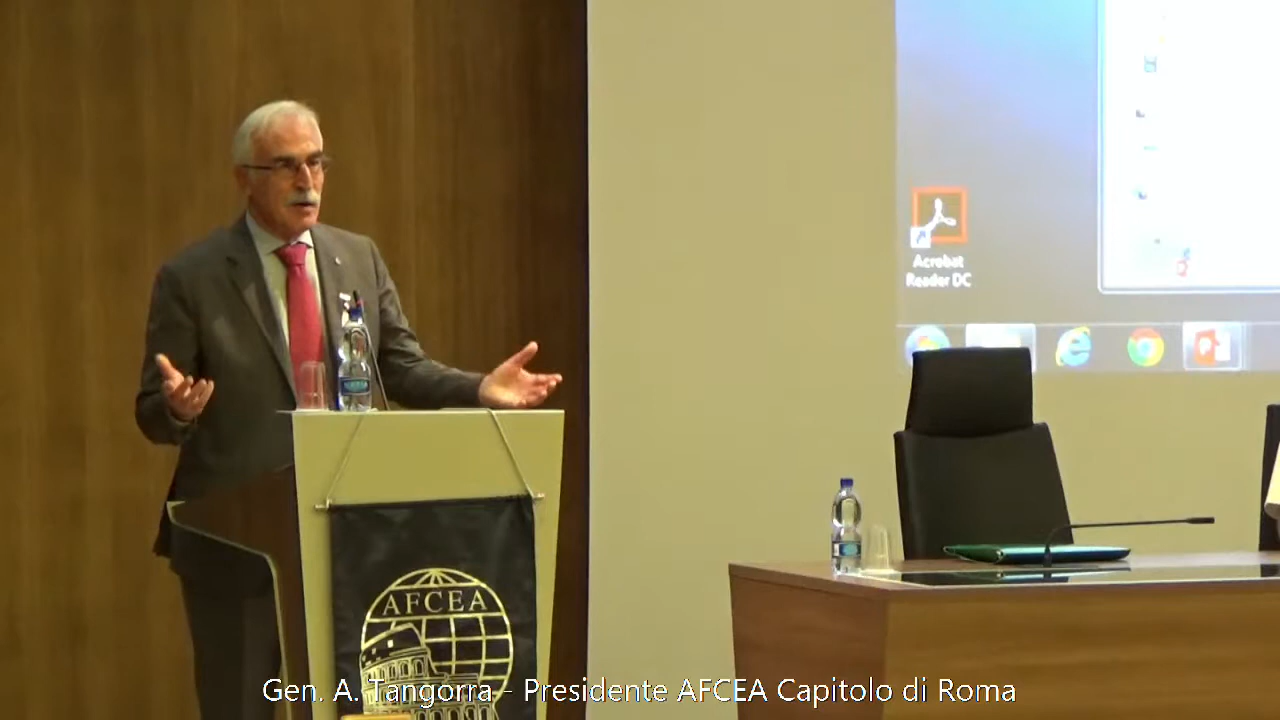 Acrobat
Reader DC
AFCEA
Gen. A. Tangorra - Presidente AFCEA Capitolo di Roma